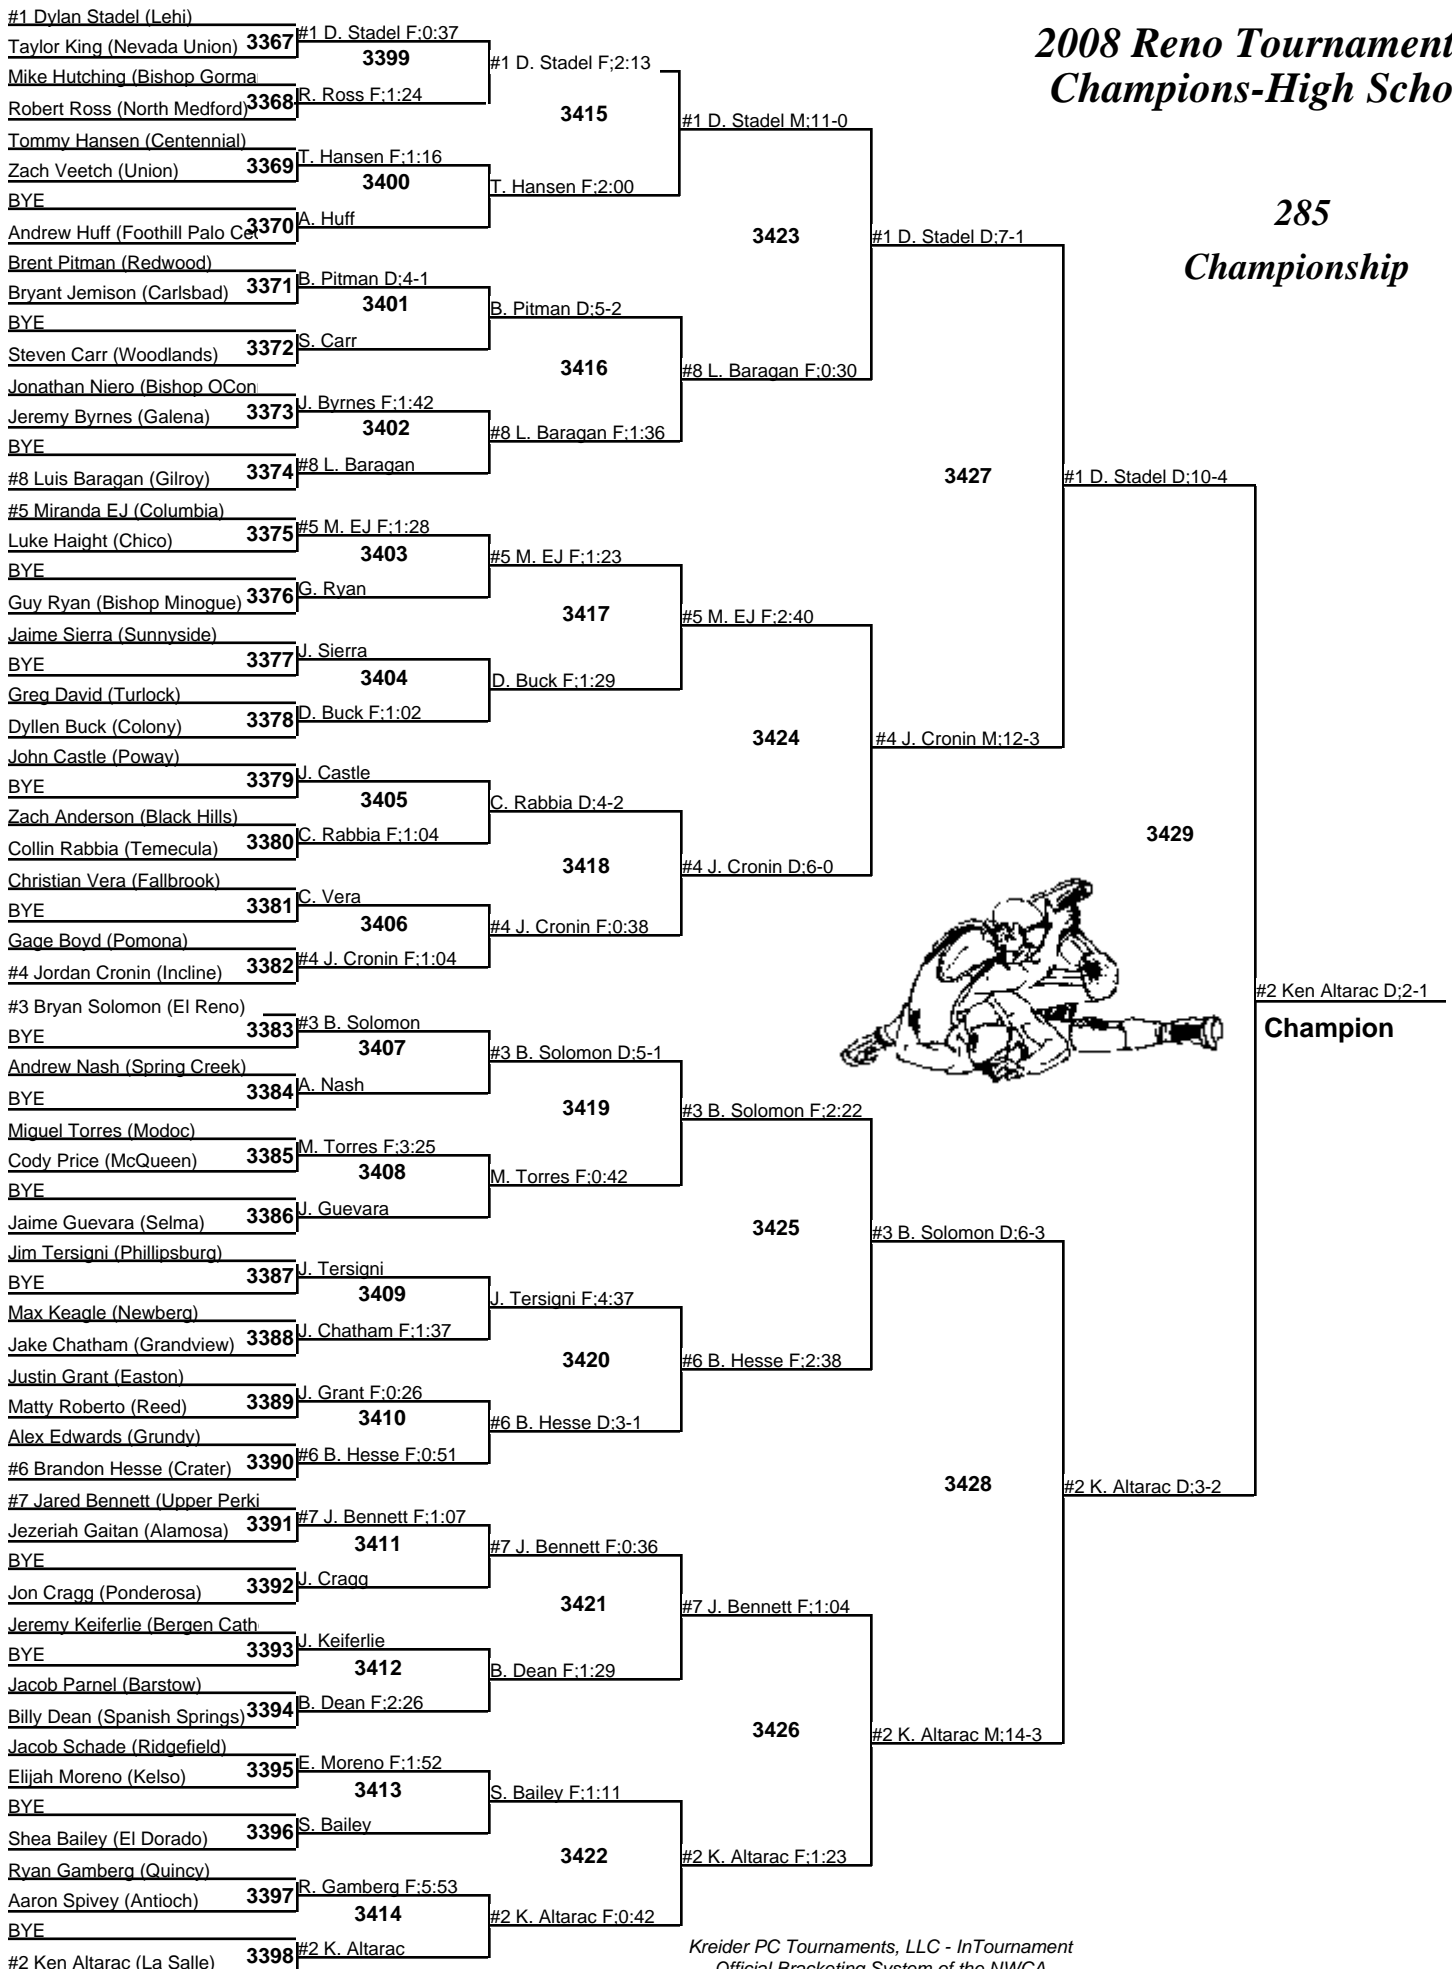 2008 Reno Tournament
Champions-High Scho
285
Championship
#1 Dylan Stadel (Lehi)
Taylor King (Nevada Union)
3367
Mike Hutching (Bishop Gorma
Robert Ross (North Medford)
3368
Tommy Hansen (Centennial)
Zach Veetch (Union)
3369
BYE
Andrew Huff (Foothill Palo Ced
3370
Brent Pitman (Redwood)
Bryant Jemison (Carlsbad)
3371
BYE
Steven Carr (Woodlands)
3372
Jonathan Niero (Bishop OCon
Jeremy Byrnes (Galena)
3373
BYE
#8 Luis Baragan (Gilroy)
3374
#5 Miranda EJ (Columbia)
Luke Haight (Chico)
3375
BYE
Guy Ryan (Bishop Minogue)
3376
Jaime Sierra (Sunnyside)
BYE
3377
Greg David (Turlock)
Dyllen Buck (Colony)
3378
John Castle (Poway)
BYE
3379
Zach Anderson (Black Hills)
Collin Rabbia (Temecula)
3380
Christian Vera (Fallbrook)
BYE
3381
Gage Boyd (Pomona)
#4 Jordan Cronin (Incline)
3382
#3 Bryan Solomon (El Reno)
BYE
3383
Andrew Nash (Spring Creek)
BYE
3384
Miguel Torres (Modoc)
Cody Price (McQueen)
3385
BYE
Jaime Guevara (Selma)
3386
Jim Tersigni (Phillipsburg)
BYE
3387
Max Keagle (Newberg)
Jake Chatham (Grandview)
3388
Justin Grant (Easton)
Matty Roberto (Reed)
3389
Alex Edwards (Grundy)
#6 Brandon Hesse (Crater)
3390
#7 Jared Bennett (Upper Perki
Jezeriah Gaitan (Alamosa)
3391
BYE
Jon Cragg (Ponderosa)
3392
Jeremy Keiferlie (Bergen Cath
BYE
3393
Jacob Parnel (Barstow)
Billy Dean (Spanish Springs)
3394
Jacob Schade (Ridgefield)
Elijah Moreno (Kelso)
3395
BYE
Shea Bailey (El Dorado)
3396
Ryan Gamberg (Quincy)
Aaron Spivey (Antioch)
3397
BYE
#2 Ken Altarac (La Salle)
3398
#1 D. Stadel F;0:37
3399
R. Ross F;1:24
T. Hansen F;1:16
3400
A. Huff
B. Pitman D;4-1
3401
S. Carr
J. Byrnes F;1:42
3402
#8 L. Baragan
#5 M. EJ F;1:28
3403
G. Ryan
J. Sierra
3404
D. Buck F;1:02
J. Castle
3405
C. Rabbia F;1:04
C. Vera
3406
#4 J. Cronin F;1:04
#3 B. Solomon
3407
A. Nash
M. Torres F;3:25
3408
J. Guevara
J. Tersigni
3409
J. Chatham F;1:37
J. Grant F;0:26
3410
#6 B. Hesse F;0:51
#7 J. Bennett F;1:07
3411
J. Cragg
J. Keiferlie
3412
B. Dean F;2:26
E. Moreno F;1:52
3413
S. Bailey
R. Gamberg F;5:53
3414
#2 K. Altarac
#1 D. Stadel F;2:13
3415
T. Hansen F;2:00
B. Pitman D;5-2
3416
#8 L. Baragan F;1:36
#5 M. EJ F;1:23
3417
D. Buck F;1:29
C. Rabbia D;4-2
3418
#4 J. Cronin F;0:38
#3 B. Solomon D;5-1
3419
M. Torres F;0:42
J. Tersigni F;4:37
3420
#6 B. Hesse D;3-1
#7 J. Bennett F;0:36
3421
B. Dean F;1:29
S. Bailey F;1:11
3422
#2 K. Altarac F;0:42
#1 D. Stadel M;11-0
3423
#8 L. Baragan F;0:30
#5 M. EJ F;2:40
3424
#4 J. Cronin D;6-0
#3 B. Solomon F;2:22
3425
#6 B. Hesse F;2:38
#7 J. Bennett F;1:04
3426
#2 K. Altarac F;1:23
#1 D. Stadel D;7-1
3427
#4 J. Cronin M;12-3
#3 B. Solomon D;6-3
3428
#2 K. Altarac M;14-3
#1 D. Stadel D;10-4
3429
#2 K. Altarac D;3-2
#2 Ken Altarac D;2-1
Champion
Kreider PC Tournaments, LLC - InTournament
Official Bracketing System of the NWCA